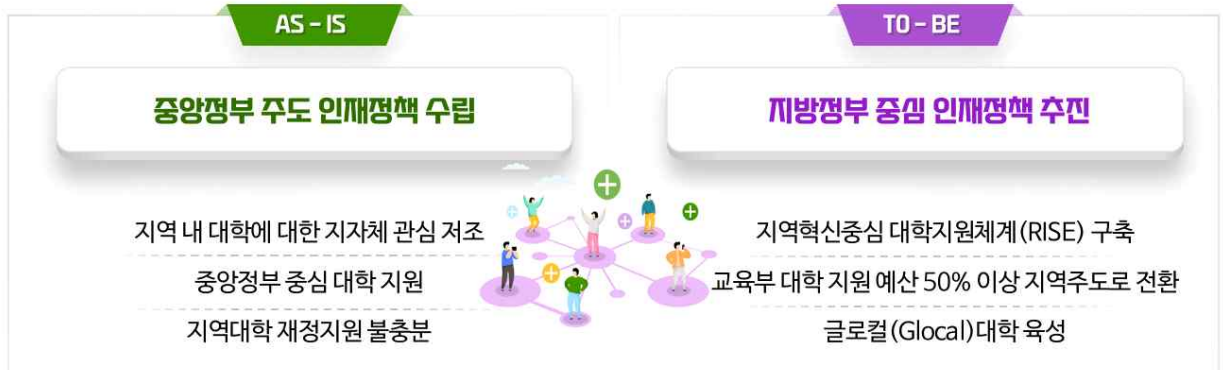 AS – IS
중앙정부 주도 인재정책 수립
지역 내 대학에 대한 지자체 관심 저조
중앙정부 중심 대학 지원
지역대학 재정지원 불충분
TO – BE
지방정부 중심 인재정책 추진
지역혁신중심 대학지원체계(RISE) 구축
교육부 대학 지원 예산 50% 이상 지역주도로 전환
글로컬(Glocal)대학 육성